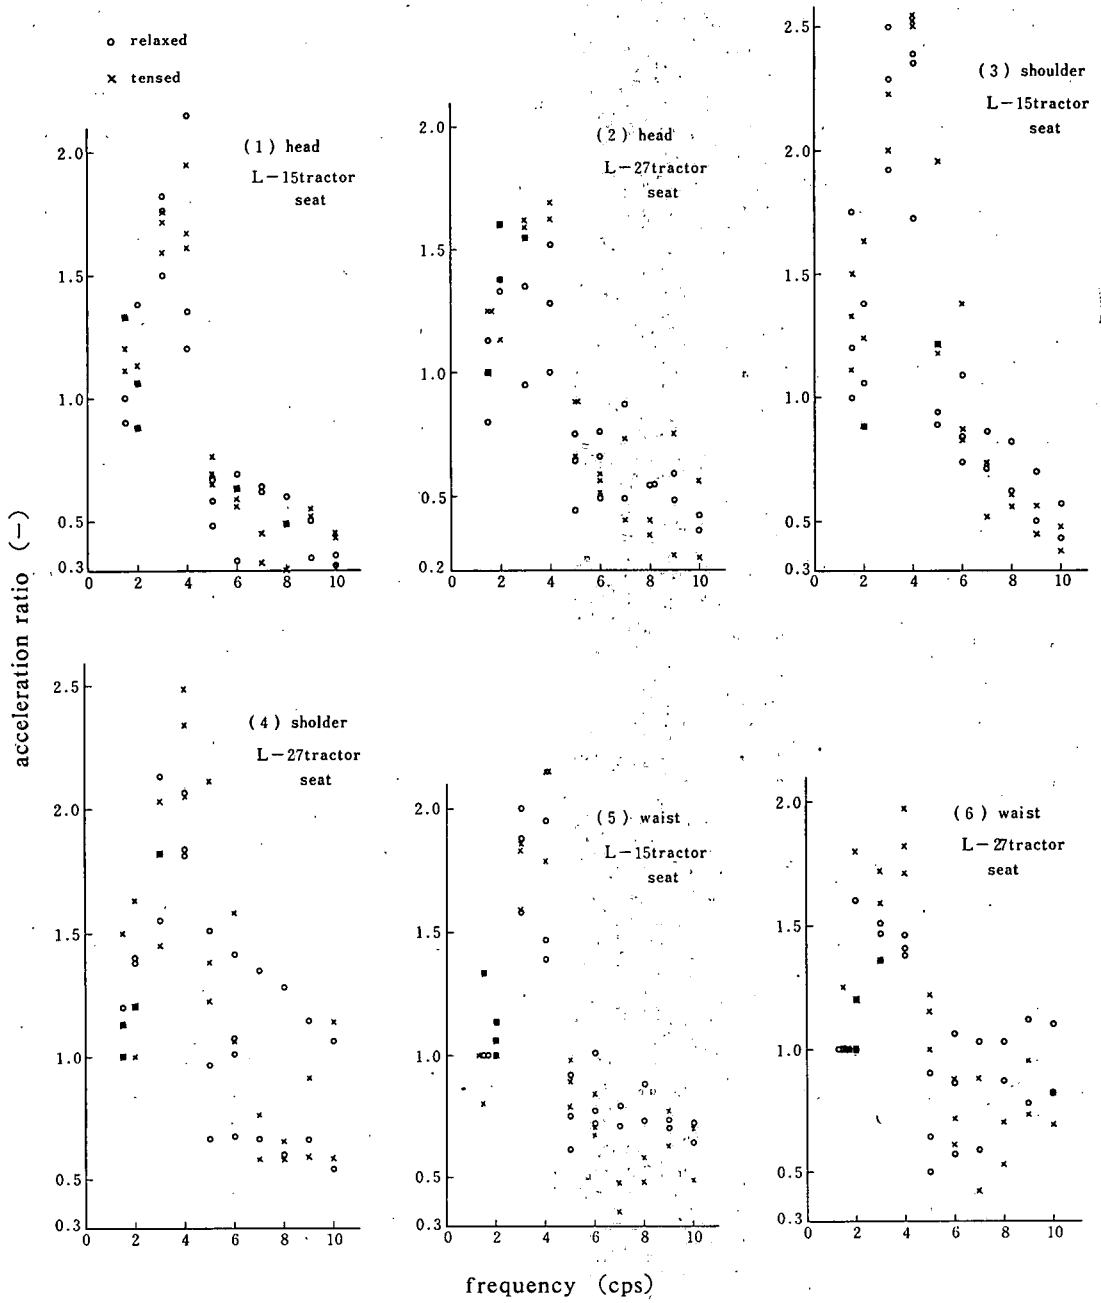 o relaxed
× tensed
(1) head
L-15tractor
seat
2.0
1.5
1.0
0.5
0.3
0 2 4 6 8 10
(2) head
L-27tractor
seat
2.0
1.5
1.0
0.5
0.2
0 2 4 6 8 10
(3) shoulder
L-15tractor
seat
2.5
2.0
1.5
1.0
0.5
0.3
0 2 4 6 8 10
acceleration ratio (-)
(4) sholder
L-27tractor
seat
2.5
2.0
1.5
1.0
0.5
0.3
0 2 4 6 8 10
(5) waist
L-15tractor
seat
2.0
1.5
1.0
0.5
0.3
0 2 4 6 8 10
(6) waist
L-27tractor
seat
2.0
1.5
1.0
0.5
0.3
0 2 4 6 8 10
frequency (cps)